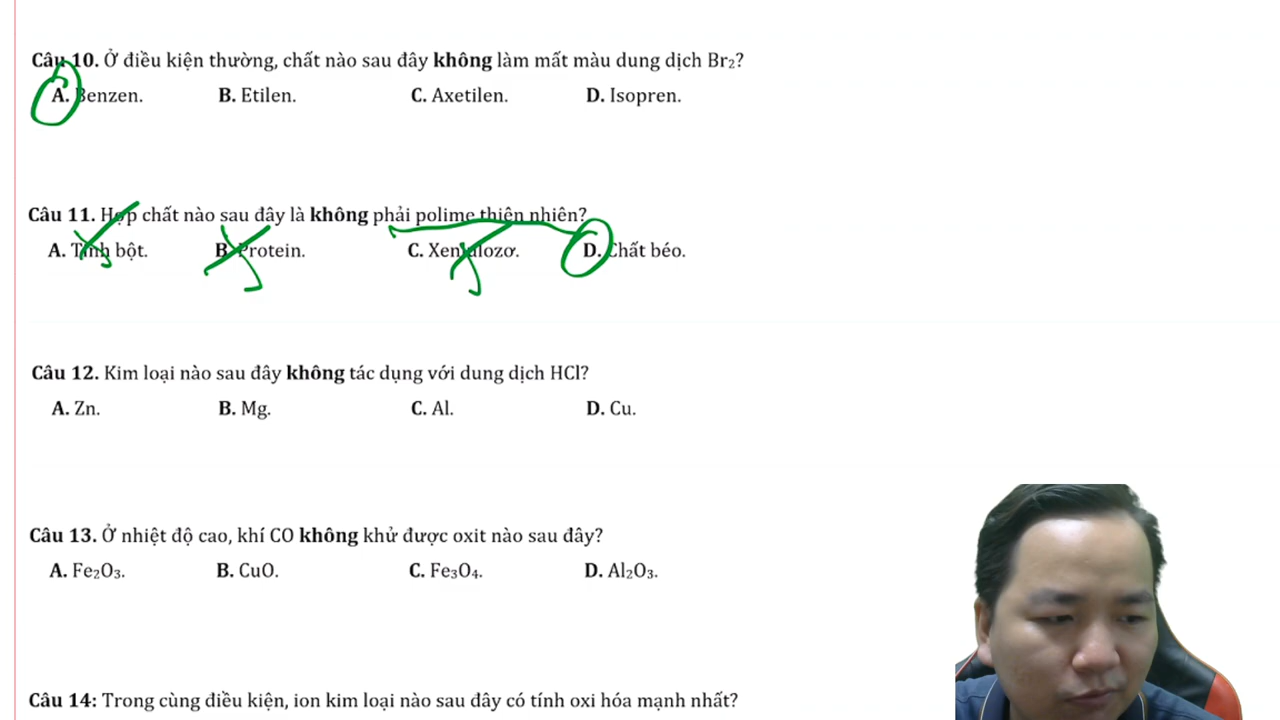 Câu 10. Ở điều kiện thường, chất nào sau đây không làm mất màu dung dịch Br₂?
A. Benzen. B. Etilen. C. Axetilen. D. Isopren.
Câu 11. Hợp chất nào sau đây là không phải polime thiên nhiên?
A. Tinh bột. B. Protein. C. Xenlulozơ. D. Chất béo.
Câu 12. Kim loại nào sau đây không tác dụng với dung dịch HCl?
A. Zn. B. Mg. C. Al. D. Cu.
Câu 13. Ở nhiệt độ cao, khí CO không khử được oxit nào sau đây?
A. Fe₂O₃. B. CuO. C. Fe₃O₄. D. Al₂O₃.
Câu 14: Trong cùng điều kiện, ion kim loại nào sau đây có tính oxi hóa mạnh nhất?